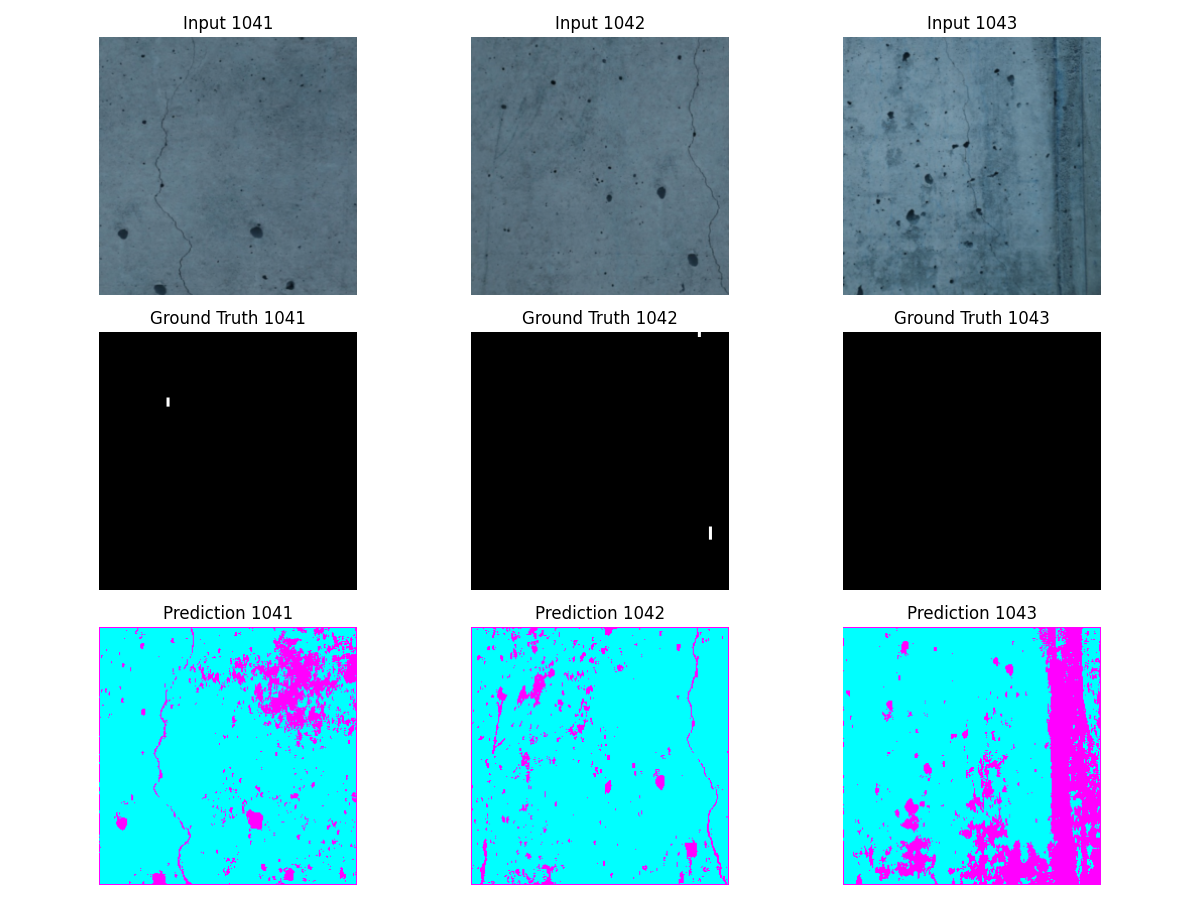 Input 1041
Input 1042
Input 1043
Ground Truth 1041
Ground Truth 1042
Ground Truth 1043
Prediction 1041
Prediction 1042
Prediction 1043